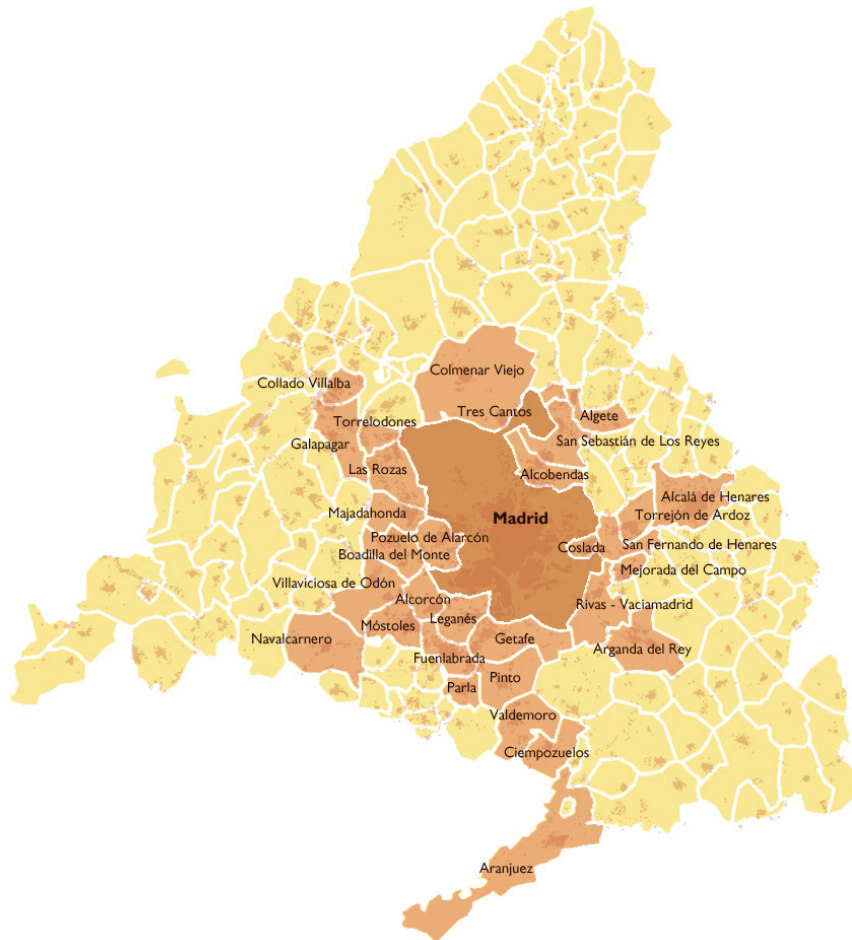 Colmenar Viejo
Collado Villalba
Tres Cantos
Algete
Torrelodones
Galapagar
San Sebastián de Los Reyes
Las Rozas
Alcobendas
Alcalá de Henares
Majadahonda
Torrejón de Ardoz
Madrid
Pozuelo de Alarcón
Coslada
San Fernando de Henares
Boadilla del Monte
Mejorada del Campo
Villaviciosa de Odón
Alcorcón
Rivas - Vaciamadrid
Leganés
Móstoles
Navalcarnero
Getafe
Arganda del Rey
Fuenlabrada
Pinto
Parla
Valdemoro
Ciempozuelos
Aranjuez